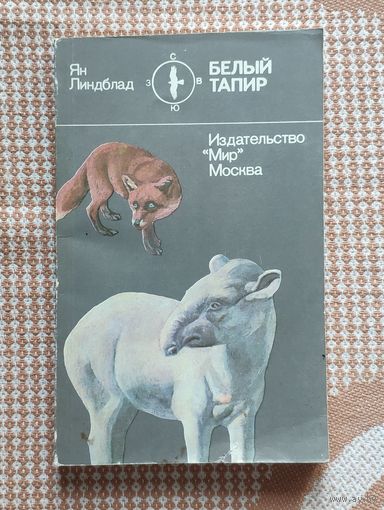 Ян
Линдблад
С
З
В
Ю
БЕЛЫЙ
ТАПИР
Издательство
"Мир"
Москва